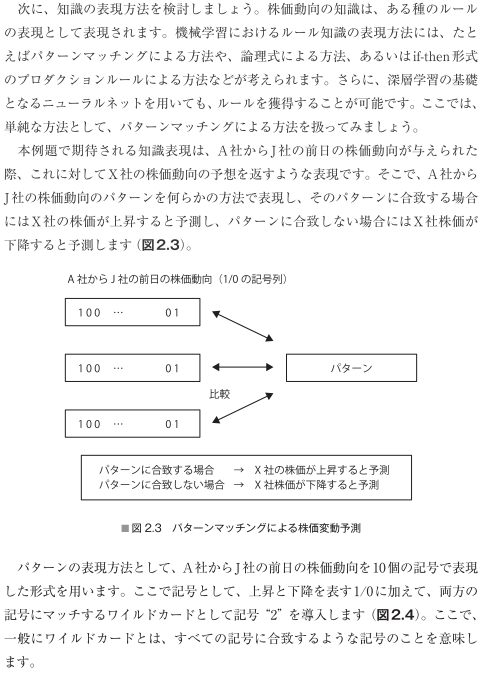 次に、知識の表現方法を検討しましょう。株価動向の知識は、ある種のルール
の表現として表現されます。機械学習におけるルール知識の表現方法には、たと
えばパターンマッチングによる方法や、論理式による方法、あるいはif-then形式
のプロダクションルールによる方法などが考えられます。さらに、深層学習の基礎
となるニューラルネットを用いても、ルールを獲得することが可能です。ここでは、
単純な方法として、パターンマッチングによる方法を扱ってみましょう。
本例題で期待される知識表現は、A社からJ社の前日の株価動向が与えられた
際、これに対してX社の株価動向の予想を返すような表現です。そこで、A社から
J社の株価動向のパターンを何らかの方法で表現し、そのパターンに合致する場合
にはX社の株価が上昇すると予測し、パターンに合致しない場合にはX社株価が
下降すると予測します(図2.3)。
A社からJ社の前日の株価動向(1/0の記号列)
100 … 01
100 … 01
パターン
比較
100 … 01
パターンに合致する場合 → X社の株価が上昇すると予測
パターンに合致しない場合 → X社株価が下降すると予測
■図2.3 パターンマッチングによる株価変動予測
パターンの表現方法として、A社からJ社の前日の株価動向を10個の記号で表現
した形式を用います。ここで記号として、上昇と下降を表す1/0に加えて、両方の
記号にマッチするワイルドカードとして記号“2”を導入します(図2.4)。ここで、
一般にワイルドカードとは、すべての記号に合致するような記号のことを意味し
ます。